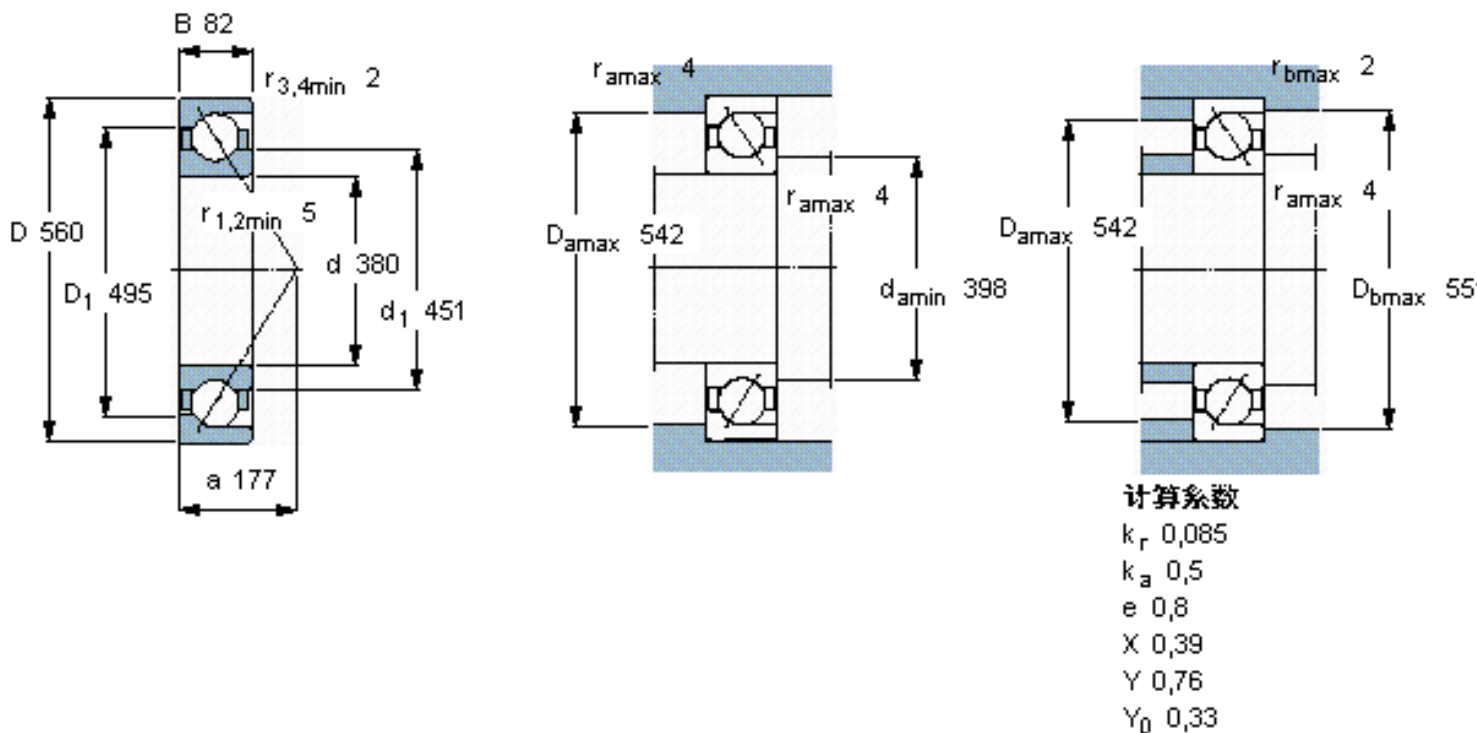 B 82
r3,4min 2
r1,2min 5
D 560
D1 495
d 380
d1 451
a 177
ramax 4
ramax 4
Damax 542
damin 398
rbmax 2
ramax 4
Damax 542
Dbmax
计算系数
kr 0,085
ka 0,5
e 0,8
X 0,39
Y 0,76
Y0 0,33